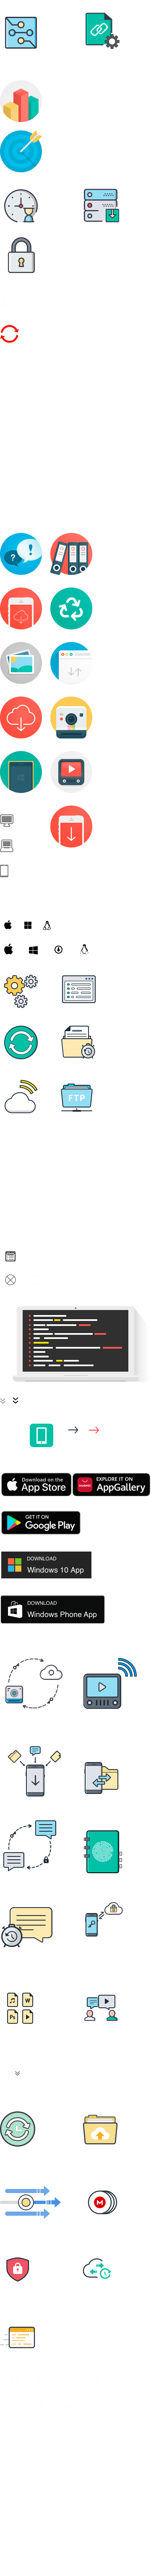 ?
!
FTP
Download on the
App Store
EXPLORE IT ON
AppGallery
GET IT ON
Google Play
DOWNLOAD
Windows 10 App
DOWNLOAD
Windows Phone App
W
Ps
M